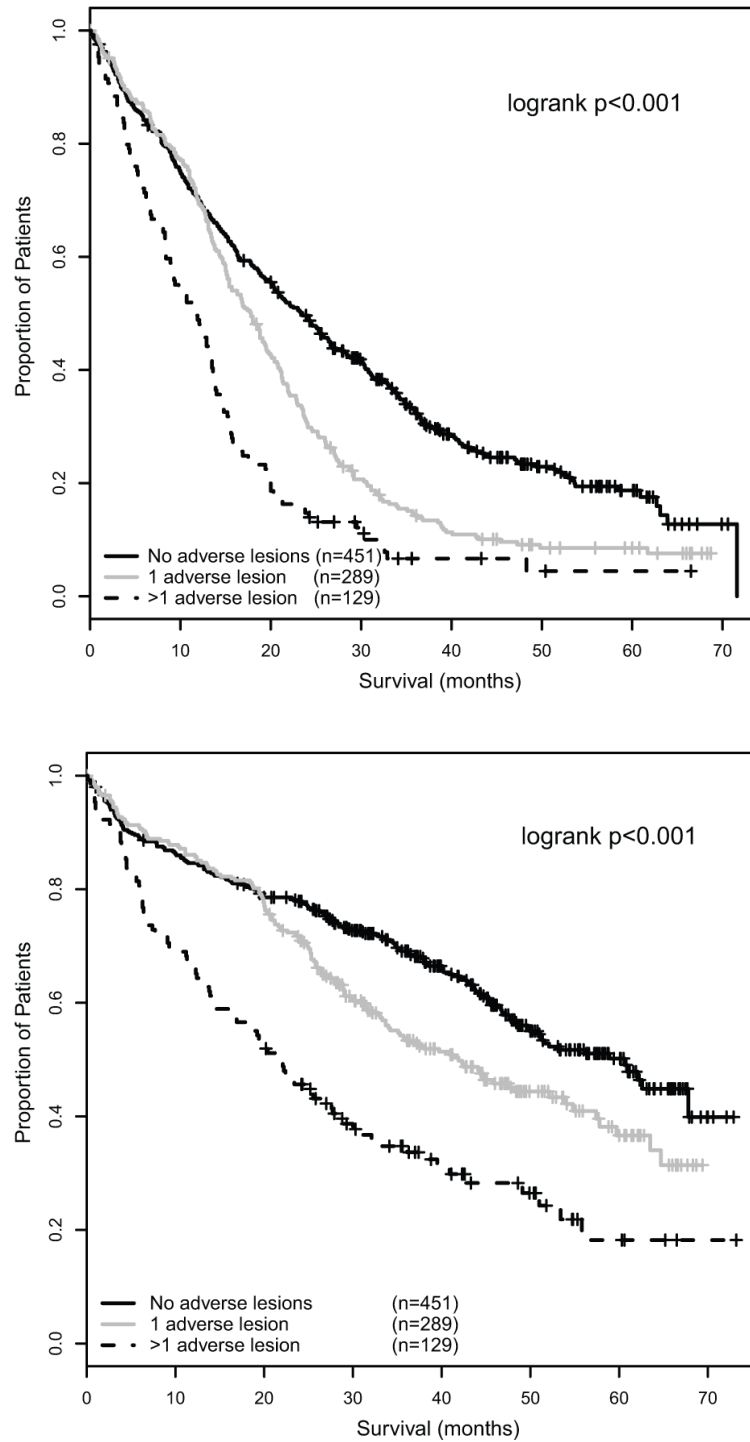 1.0
0.8
0.6
0.4
0.2
0.0
Proportion of Patients
logrank p<0.001
No adverse lesions (n=451)
1 adverse lesion (n=289)
>1 adverse lesion (n=129)
0 10 20 30 40 50 60 70
Survival (months)
1.0
0.8
0.6
0.4
0.2
0.0
Proportion of Patients
logrank p<0.001
No adverse lesions (n=451)
1 adverse lesion (n=289)
>1 adverse lesion (n=129)
0 10 20 30 40 50 60 70
Survival (months)